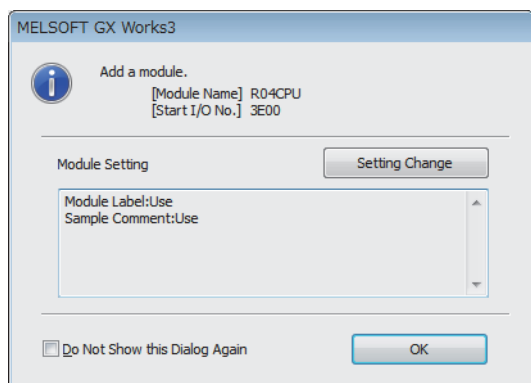 MELSOFT GX Works3
Add a module.
[Module Name] R04CPU
[Start I/O No.] 3E00
Module Setting
Setting Change
Module Label:Use
Sample Comment:Use
Do Not Show this Dialog Again
OK